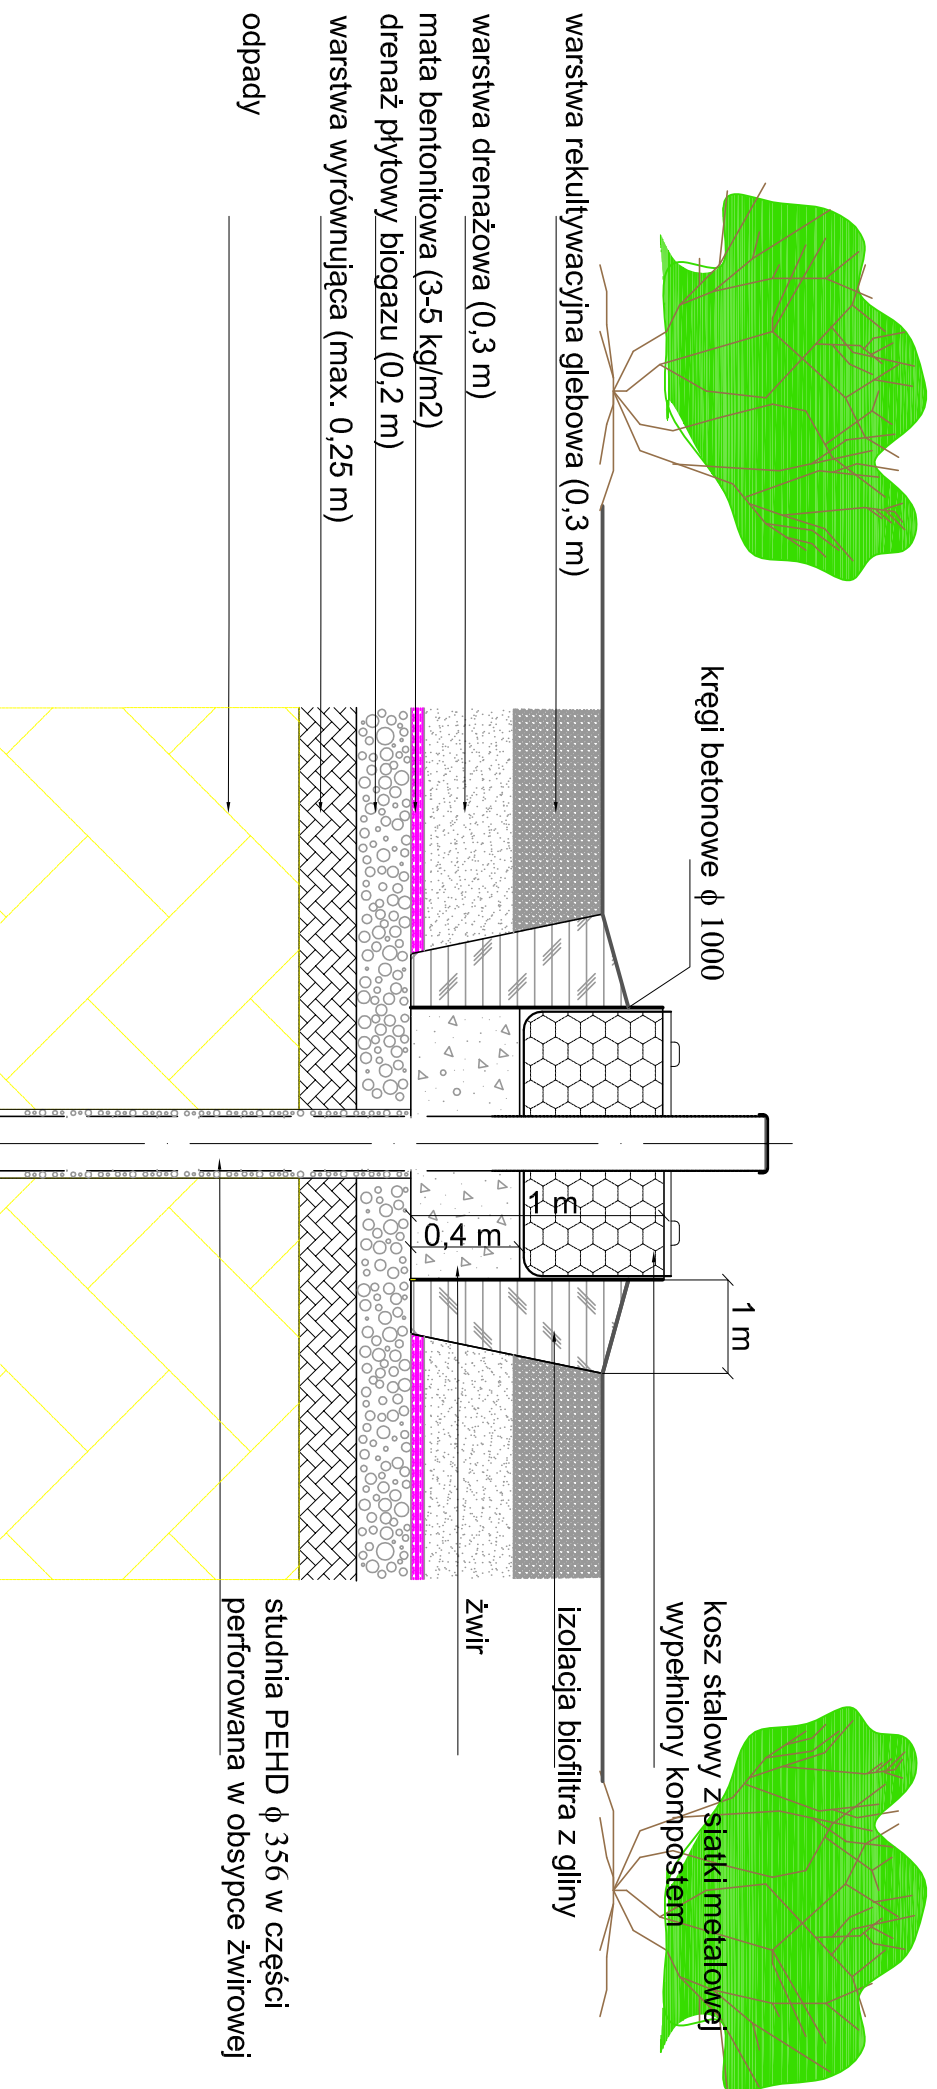 warstwa rekultywacyjna glebowa (0,3 m)
warstwa drenażowa (0,3 m)
mata bentonitowa (3-5 kg/m2)
drenaż płytowy biogazu (0,2 m)
warstwa wyrównująca (max. 0,25 m)
odpady
kręgi betonowe ϕ 1000
1 m
0,4 m
1 m
kosz stalowy z siatki metalowej
wypełniony kompostem
izolacja biofiltra z gliny
żwir
studnia PEHD ϕ 356 w części
perforowana w obsypce żwirowej